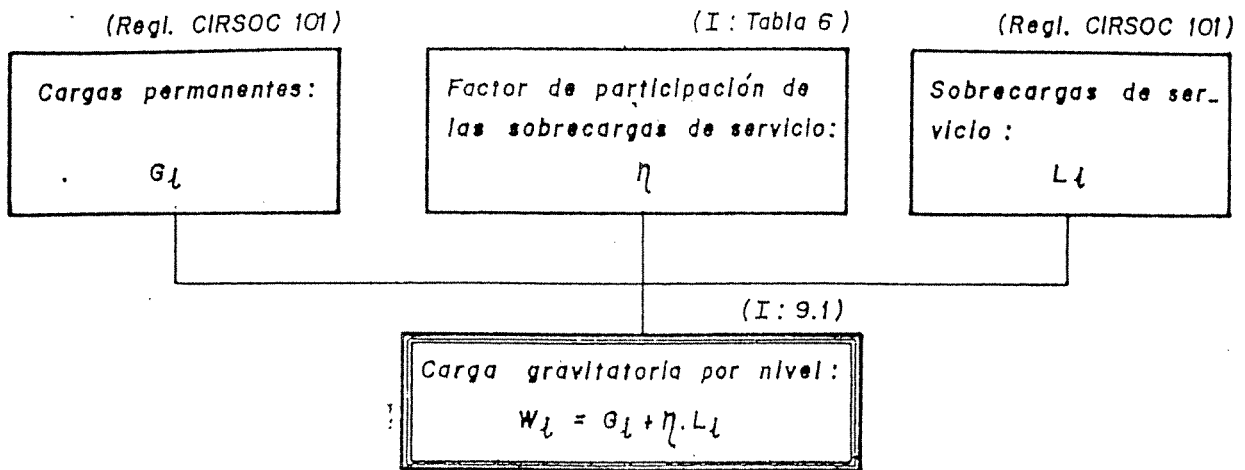 (Regl. CIRSOC 101)
(I : Tabla 6)
(Regl. CIRSOC 101)
Cargas permanentes:
Gi
Factor de participación de
las sobrecargas de servicio:
η
Sobrecargas de ser_
vicio :
Li
(I : 9.1)
Carga gravitatoria por nivel :
Wi = Gi + η.Li